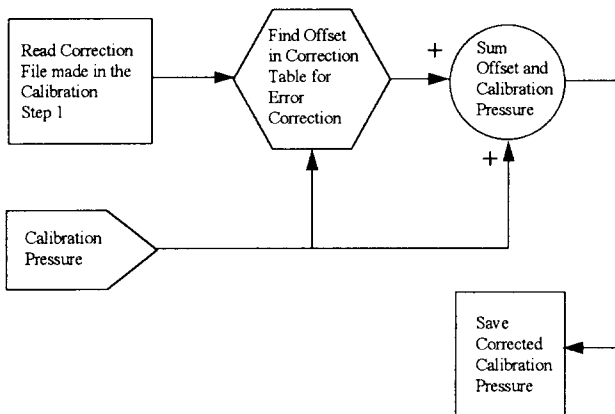 Read Correction
File made in the
Calibration
Step 1
Find Offset
in Correction
Table for
Error
Correction
+
Sum
Offset and
Calibration
Pressure
+
Calibration
Pressure
Save
Corrected
Calibration
Pressure